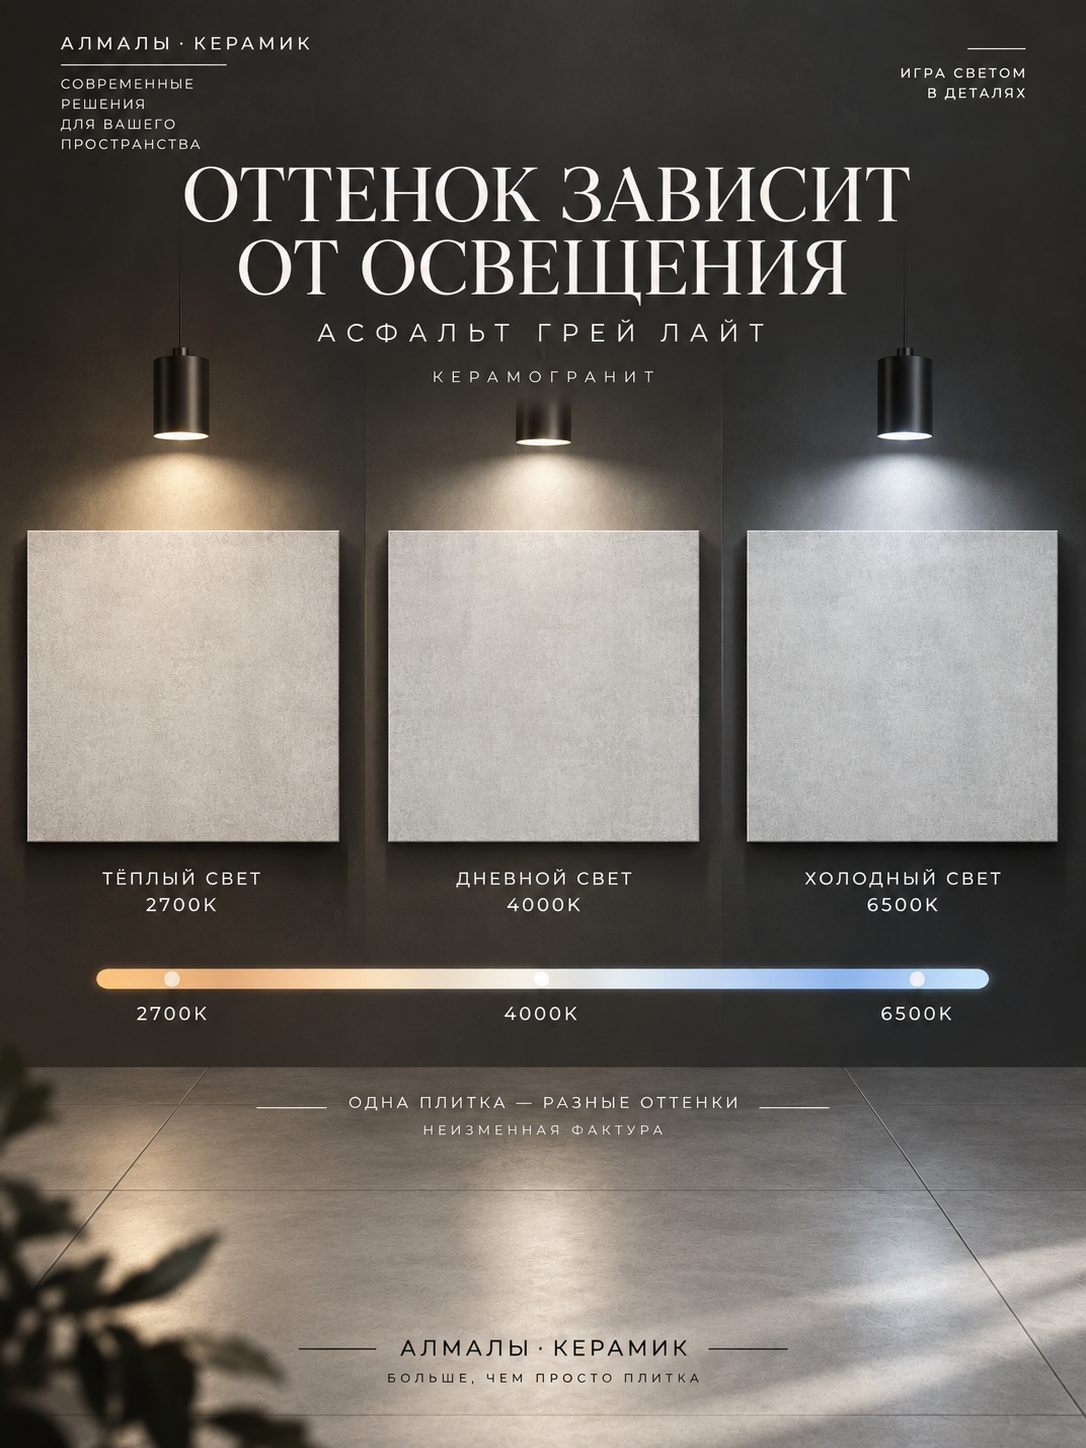 АЛМАЛЫ · КЕРАМИК
СОВРЕМЕННЫЕ
РЕШЕНИЯ
ДЛЯ ВАШЕГО
ПРОСТРАНСТВА
ИГРА СВЕТОМ
В ДЕТАЛЯХ
ОТТЕНОК ЗАВИСИТ
ОТ ОСВЕЩЕНИЯ
АСФАЛЬТ ГРЕЙ ЛАЙТ
КЕРАМОГРАНИТ
ТЁПЛЫЙ СВЕТ
2700K
ДНЕВНОЙ СВЕТ
4000K
ХОЛОДНЫЙ СВЕТ
6500K
2700K
4000K
6500K
ОДНА ПЛИТКА — РАЗНЫЕ ОТТЕНКИ
НЕИЗМЕННАЯ ФАКТУРА
АЛМАЛЫ · КЕРАМИК
БОЛЬШЕ, ЧЕМ ПРОСТО ПЛИТКА